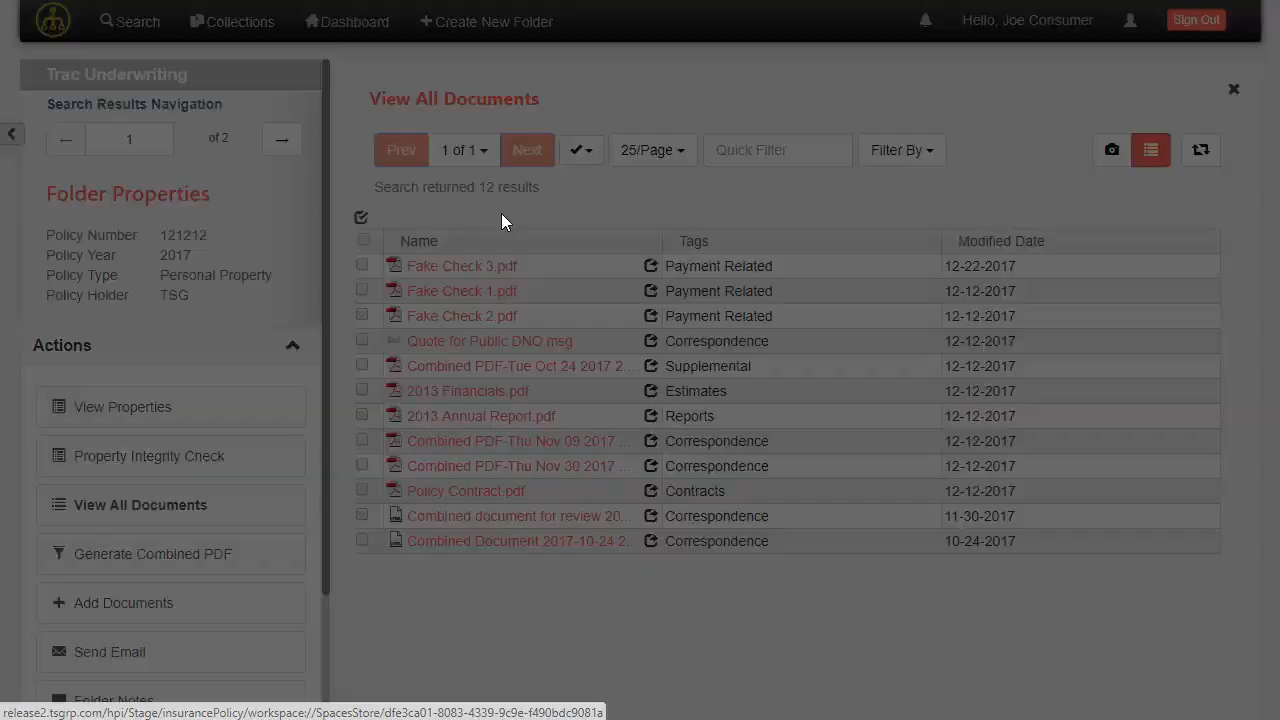 Search Collections Dashboard Create New Folder Hello, Joe Consumer Sign Out
Trac Underwriting
Search Results Navigation
1 of 2
Folder Properties
Policy Number 121212
Policy Year 2017
Policy Type Personal Property
Policy Holder TSG
Actions
View Properties
Property Integrity Check
View All Documents
Generate Combined PDF
Add Documents
Send Email
Folder Notes
View All Documents
Prev 1 of 1 Next 25/Page Quick Filter Filter By
Search returned 12 results
Name Tags Modified Date
Fake Check 3.pdf Payment Related 12-22-2017
Fake Check 1.pdf Payment Related 12-12-2017
Fake Check 2.pdf Payment Related 12-12-2017
Quote for Public DNO msg Correspondence 12-12-2017
Combined PDF-Tue Oct 24 2017 2... Supplemental 12-12-2017
2013 Financials.pdf Estimates 12-12-2017
2013 Annual Report.pdf Reports 12-12-2017
Combined PDF-Thu Nov 09 2017 ... Correspondence 12-12-2017
Combined PDF-Thu Nov 30 2017 ... Correspondence 12-12-2017
Policy Contract.pdf Contracts 12-12-2017
Combined document for review 20... Correspondence 11-30-2017
Combined Document 2017-10-24 2... Correspondence 10-24-2017
release2.tsgrp.com/hpi/Stage/insurancePolicy/workspace://SpacesStore/dfe3ca01-8083-4339-9c9e-f490bdc9081a